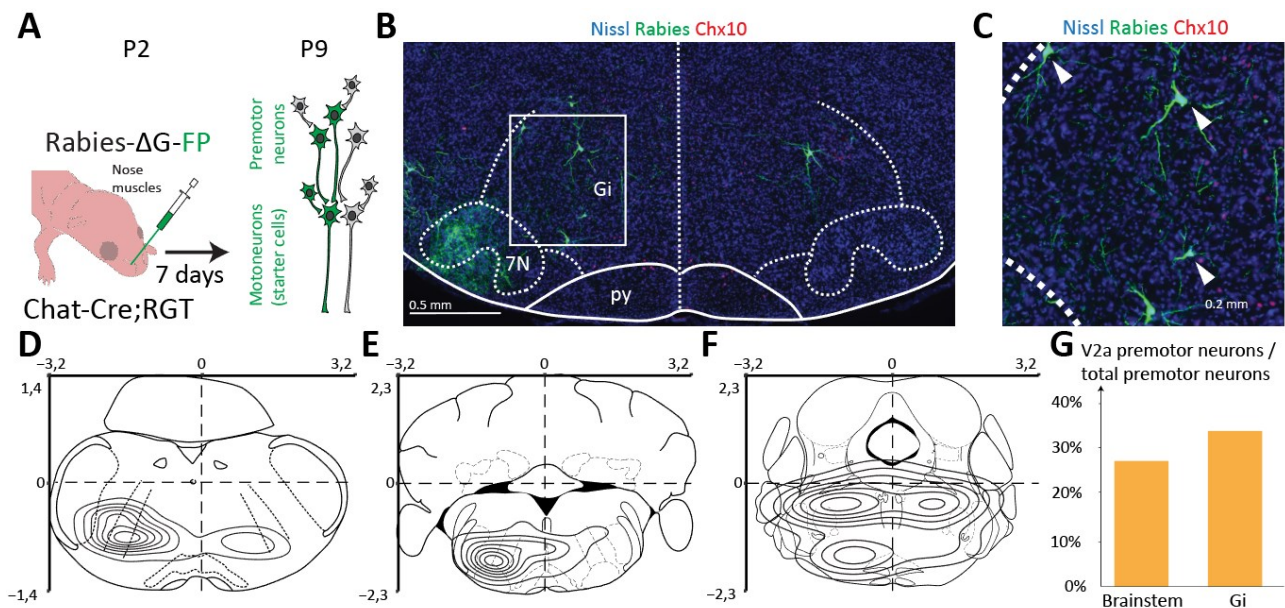 A
P2
P9
Rabies-ΔG-FP
Nose
muscles
7 days
Chat-Cre;RGT
Premotor
neurons
Motoneurons
(starter cells)
B
Nissl Rabies Chx10
Gi
7N
py
0.5 mm
C
Nissl Rabies Chx10
0.2 mm
D
−3,2
0
3,2
1,4
0
−1,4
E
−3,2
0
3,2
2,3
0
−2,3
F
−3,2
0
3,2
2,3
0
−2,3
G
V2a premotor neurons /
total premotor neurons
40%
30%
20%
10%
0%
Brainstem
Gi